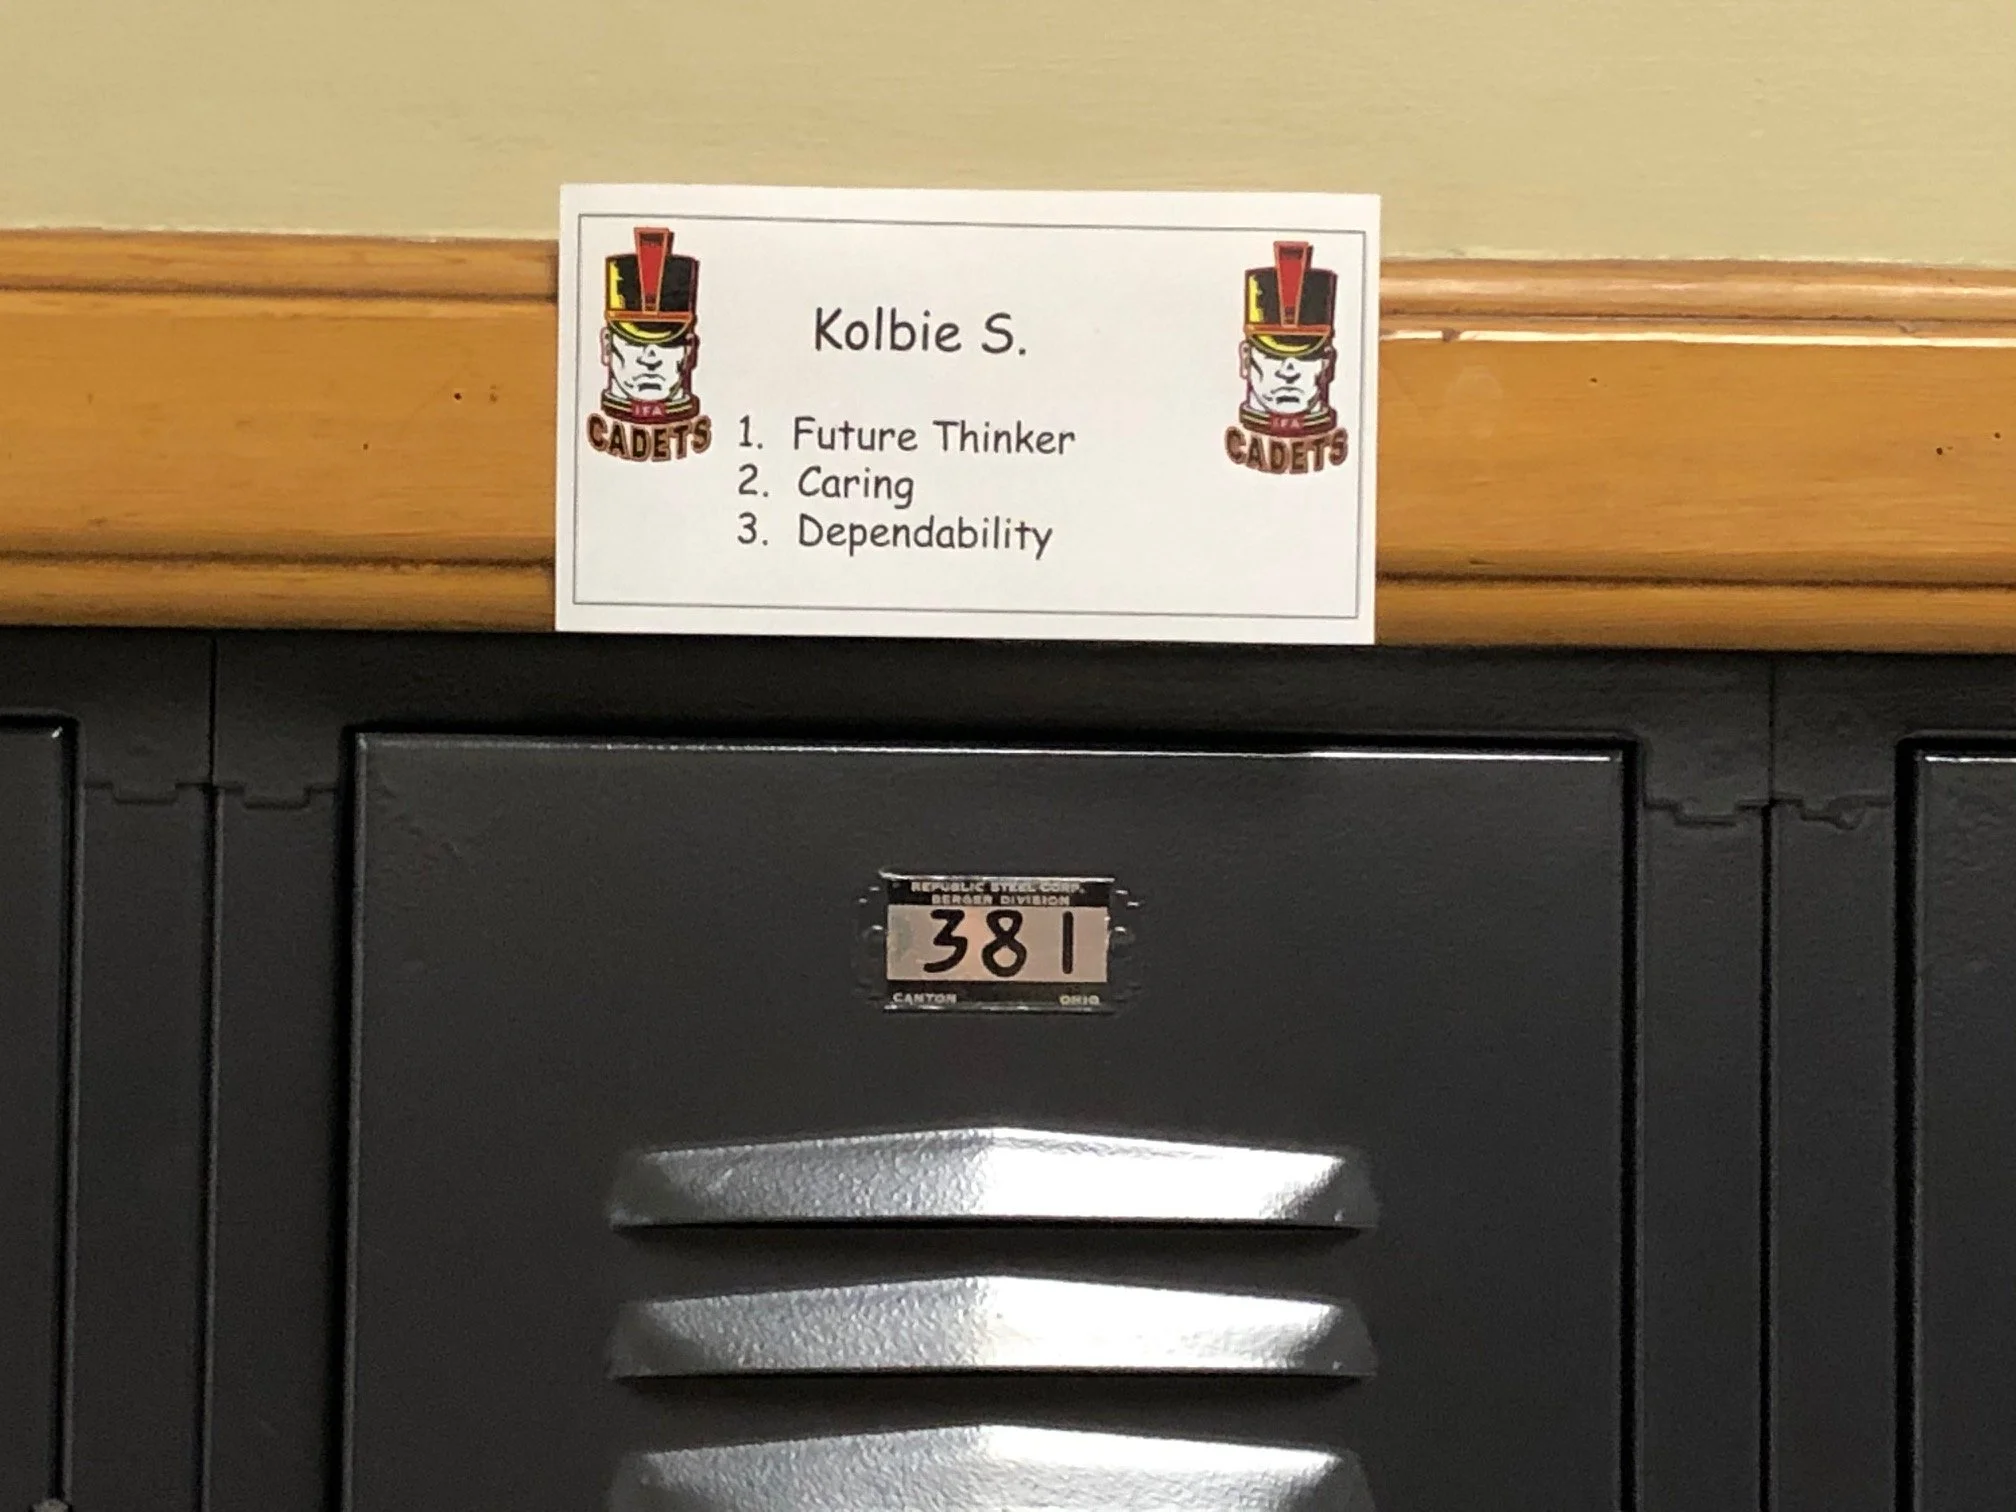 Kolbie S.
1. Future Thinker
2. Caring
3. Dependability
IFA
CADETS
IFA
CADETS
REPUBLIC STEEL CORP.
BERGER DIVISION
381
CANTON OHIO